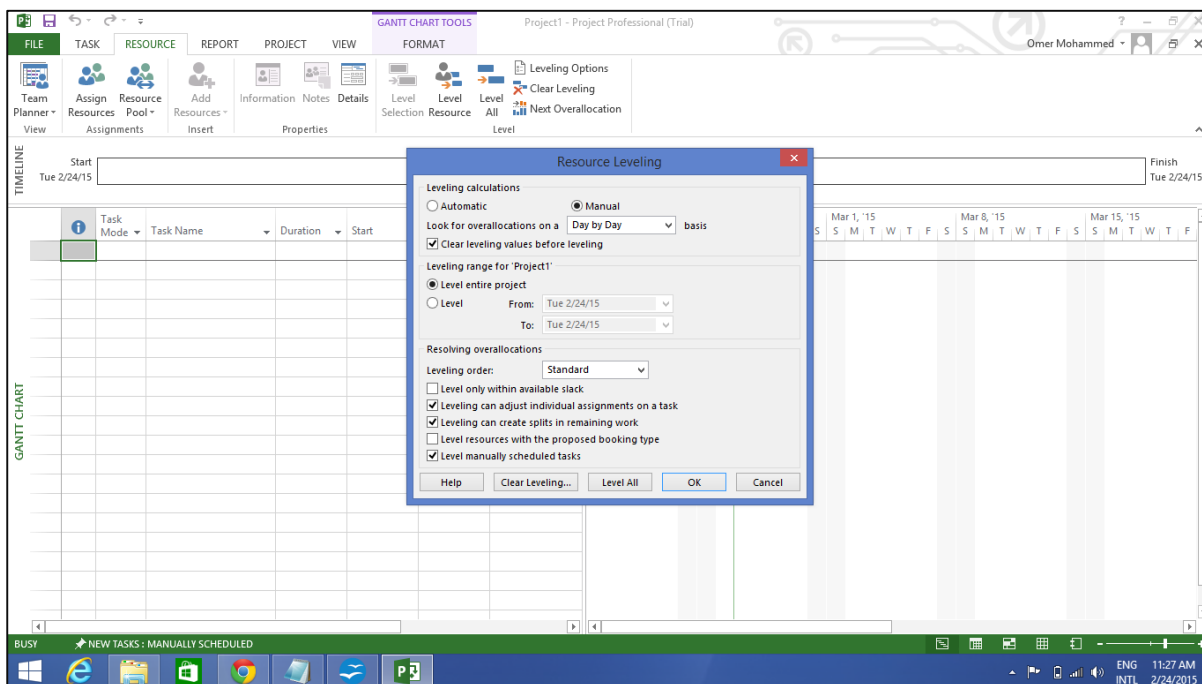 GANTT CHART TOOLS Project1 - Project Professional (Trial)
FILE TASK RESOURCE REPORT PROJECT VIEW FORMAT Omer Mohammed
Team Planner Assign Resources Resource Pool Add Resources Information Notes Details Level Selection Level Resource Level All
Leveling Options
Clear Leveling
Next Overallocation
View Assignments Insert Properties Level
TIMELINE
Start
Tue 2/24/15
Finish
Tue 2/24/15
Resource Leveling
Leveling calculations
Automatic Manual
Look for overallocations on a Day by Day basis
Clear leveling values before leveling
Leveling range for 'Project1'
Level entire project
Level From: Tue 2/24/15
To: Tue 2/24/15
Resolving overallocations
Leveling order: Standard
Level only within available slack
Leveling can adjust individual assignments on a task
Leveling can create splits in remaining work
Level resources with the proposed booking type
Level manually scheduled tasks
Help Clear Leveling... Level All OK Cancel
Task Mode Task Name Duration Start
Mar 1, '15 Mar 8, '15 Mar 15, '15
S S M T W T F S S M T W T F S S M T W T F
GANTT CHART
BUSY NEW TASKS : MANUALLY SCHEDULED
ENG 11:27 AM
INTL 2/24/2015